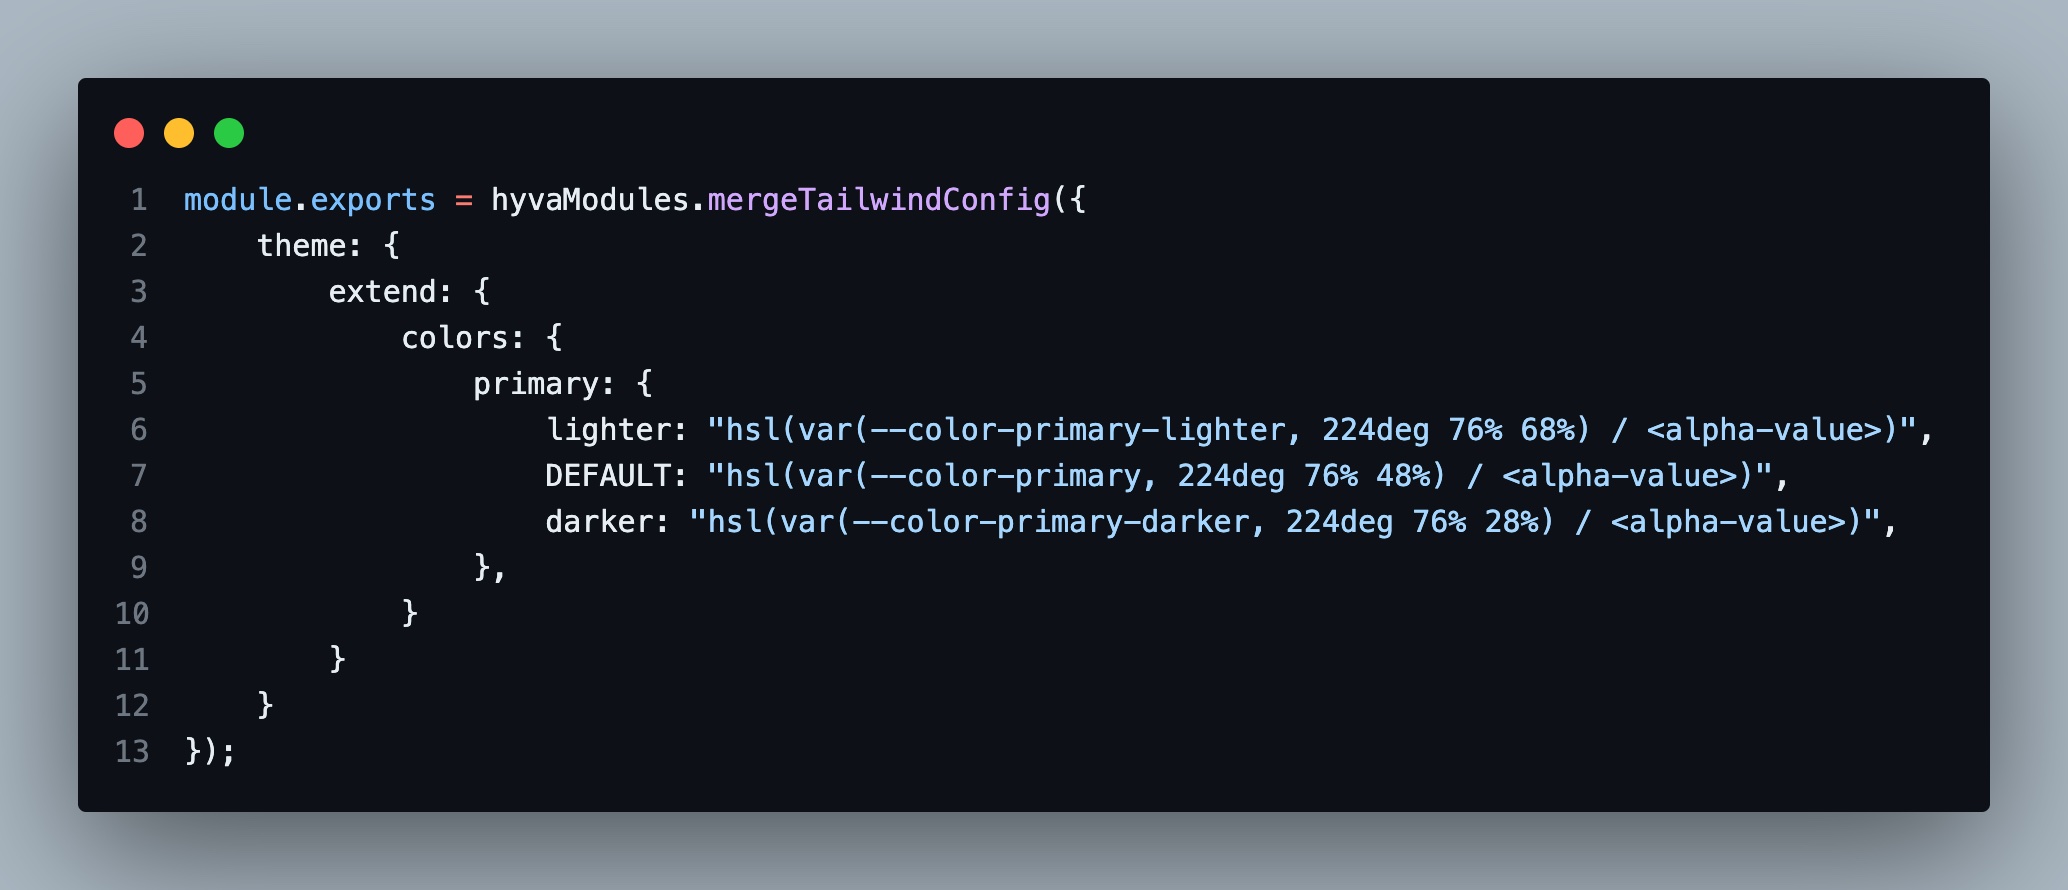 1 module.exports = hyvaModules.mergeTailwindConfig({
2     theme: {
3         extend: {
4             colors: {
5                 primary: {
6                     lighter: "hsl(var(--color-primary-lighter, 224deg 76% 68%) / <alpha-value>)",
7                     DEFAULT: "hsl(var(--color-primary, 224deg 76% 48%) / <alpha-value>)",
8                     darker: "hsl(var(--color-primary-darker, 224deg 76% 28%) / <alpha-value>)",
9                 },
10             }
11         }
12     }
13 });